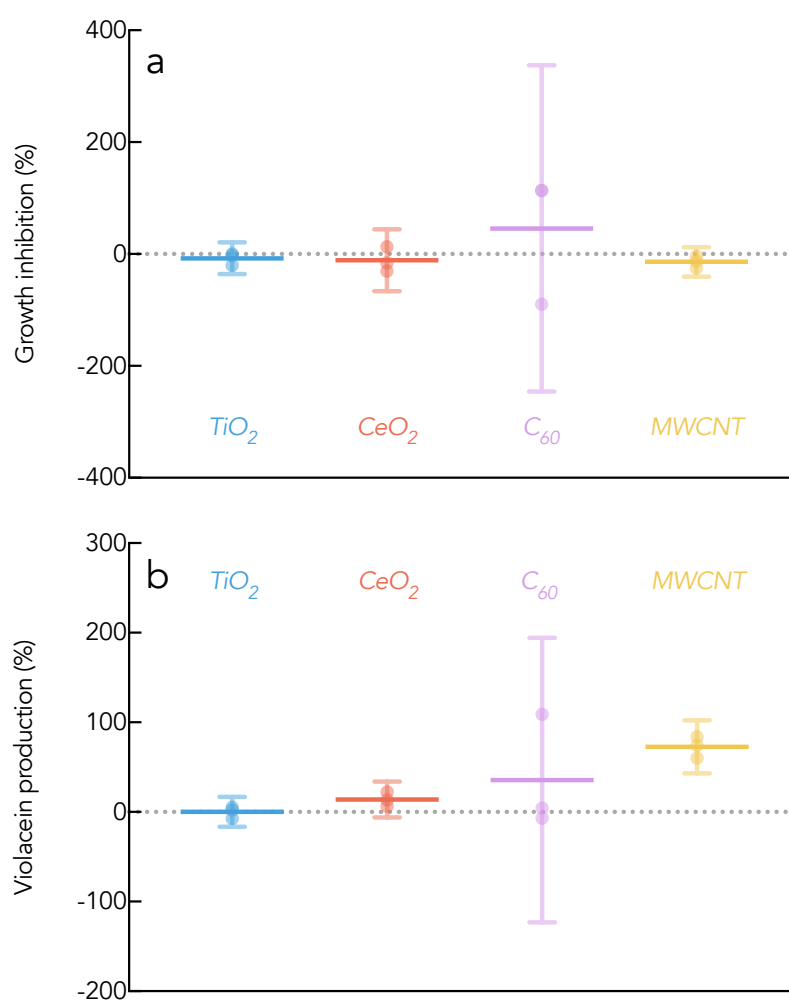 a
Growth inhibition (%)
400
200
0
-200
-400
TiO2 CeO2 C60 MWCNT
b
Violacein production (%)
300
200
100
0
-100
-200
TiO2 CeO2 C60 MWCNT